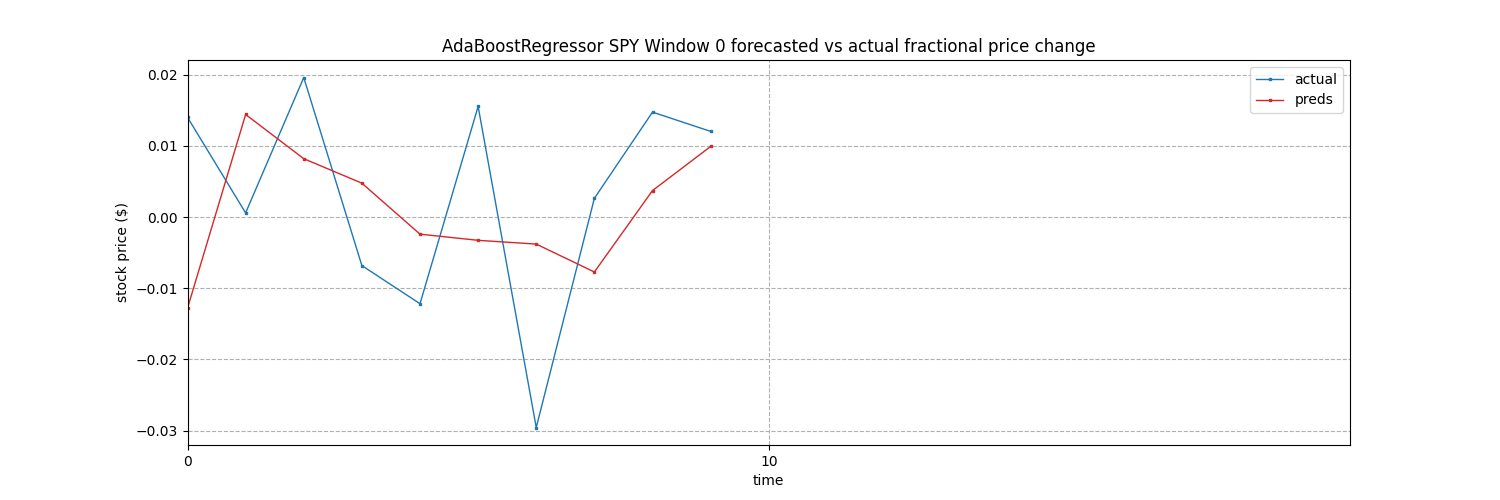 AdaBoostRegressor SPY Window 0 forecasted vs actual fractional price change
actual
preds
0.02
0.01
0.00
−0.01
−0.02
−0.03
stock price ($)
0
10
time